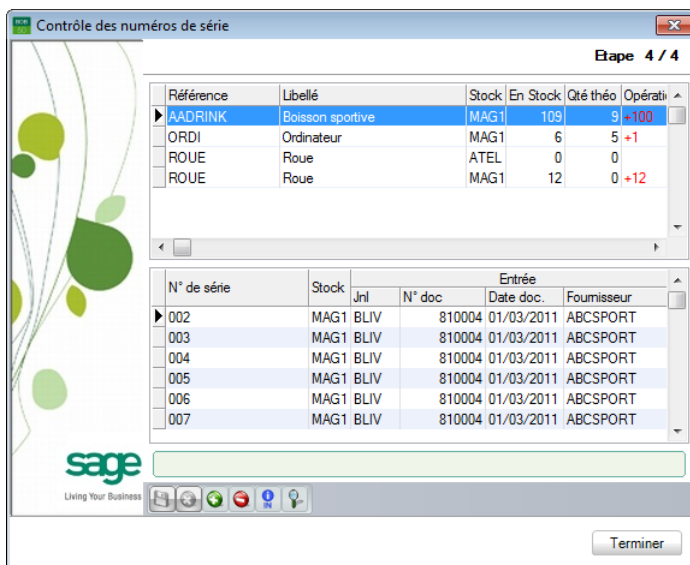 BOB 50 Contrôle des numéros de série
Etape 4 / 4
Référence Libellé Stock En Stock Qté théo Opérati
AADRINK Boisson sportive MAG1 109 9 +100
ORDI Ordinateur MAG1 6 5 +1
ROUE Roue ATEL 0 0
ROUE Roue MAG1 12 0 +12
Entrée
N° de série Stock Jnl N° doc Date doc. Fournisseur
002 MAG1 BLIV 810004 01/03/2011 ABCSPORT
003 MAG1 BLIV 810004 01/03/2011 ABCSPORT
004 MAG1 BLIV 810004 01/03/2011 ABCSPORT
005 MAG1 BLIV 810004 01/03/2011 ABCSPORT
006 MAG1 BLIV 810004 01/03/2011 ABCSPORT
007 MAG1 BLIV 810004 01/03/2011 ABCSPORT
sage
Living Your Business
IN
Terminer